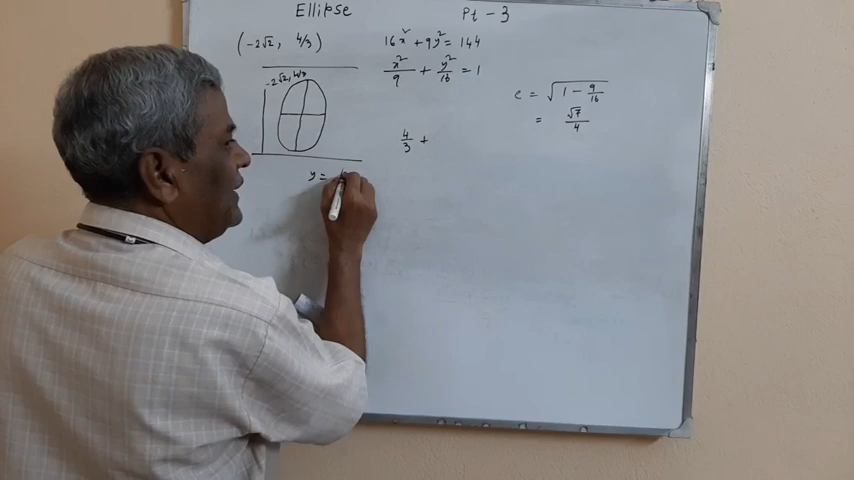 Ellipse Pt - 3
(-2√2, 4/3) 16x² + 9y² = 144
x²/9 + y²/16 = 1
-2√2, 4/3
e = √(1 - 9/16)
= √7/4
4/3 +
y =